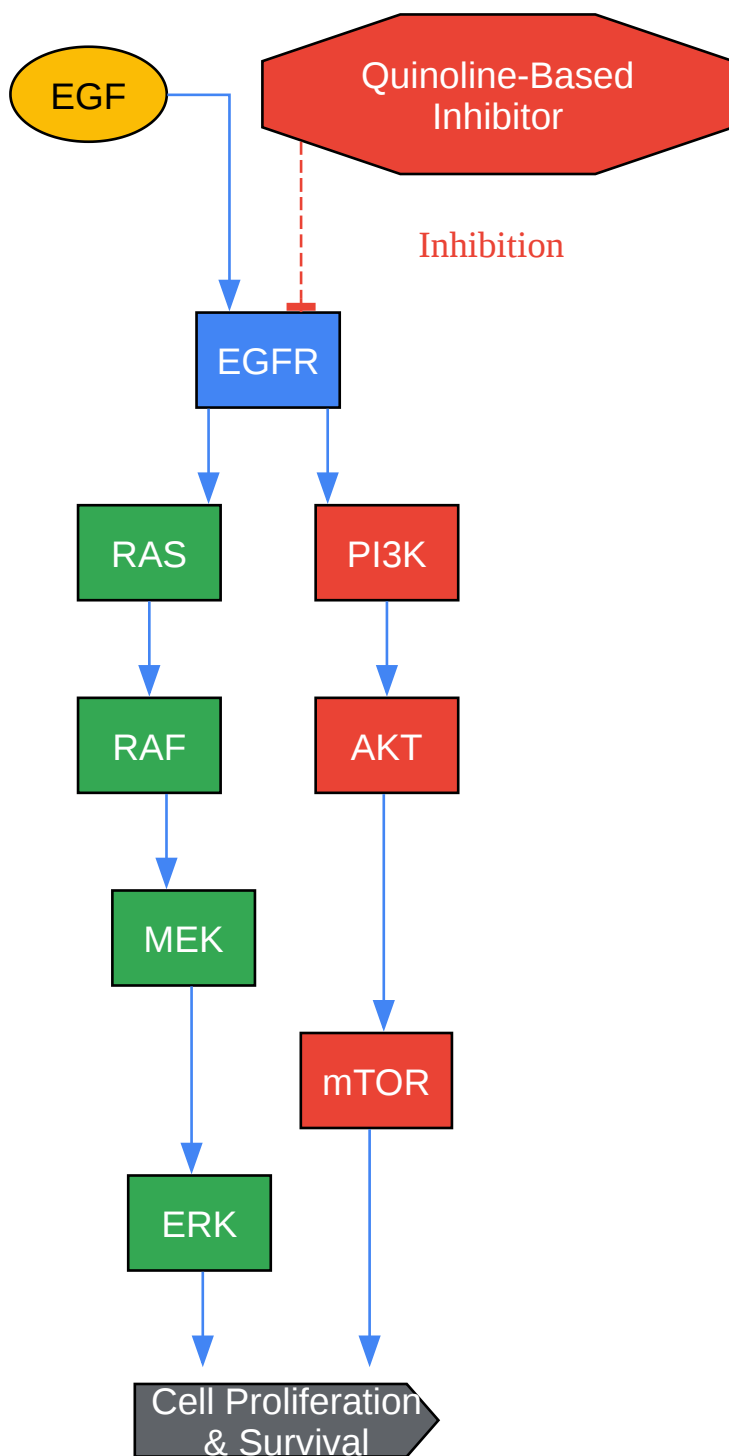 EGF
Quinoline-Based
Inhibitor
Inhibition
EGFR
RAS
PI3K
RAF
AKT
MEK
mTOR
ERK
Cell Proliferation
& Survival